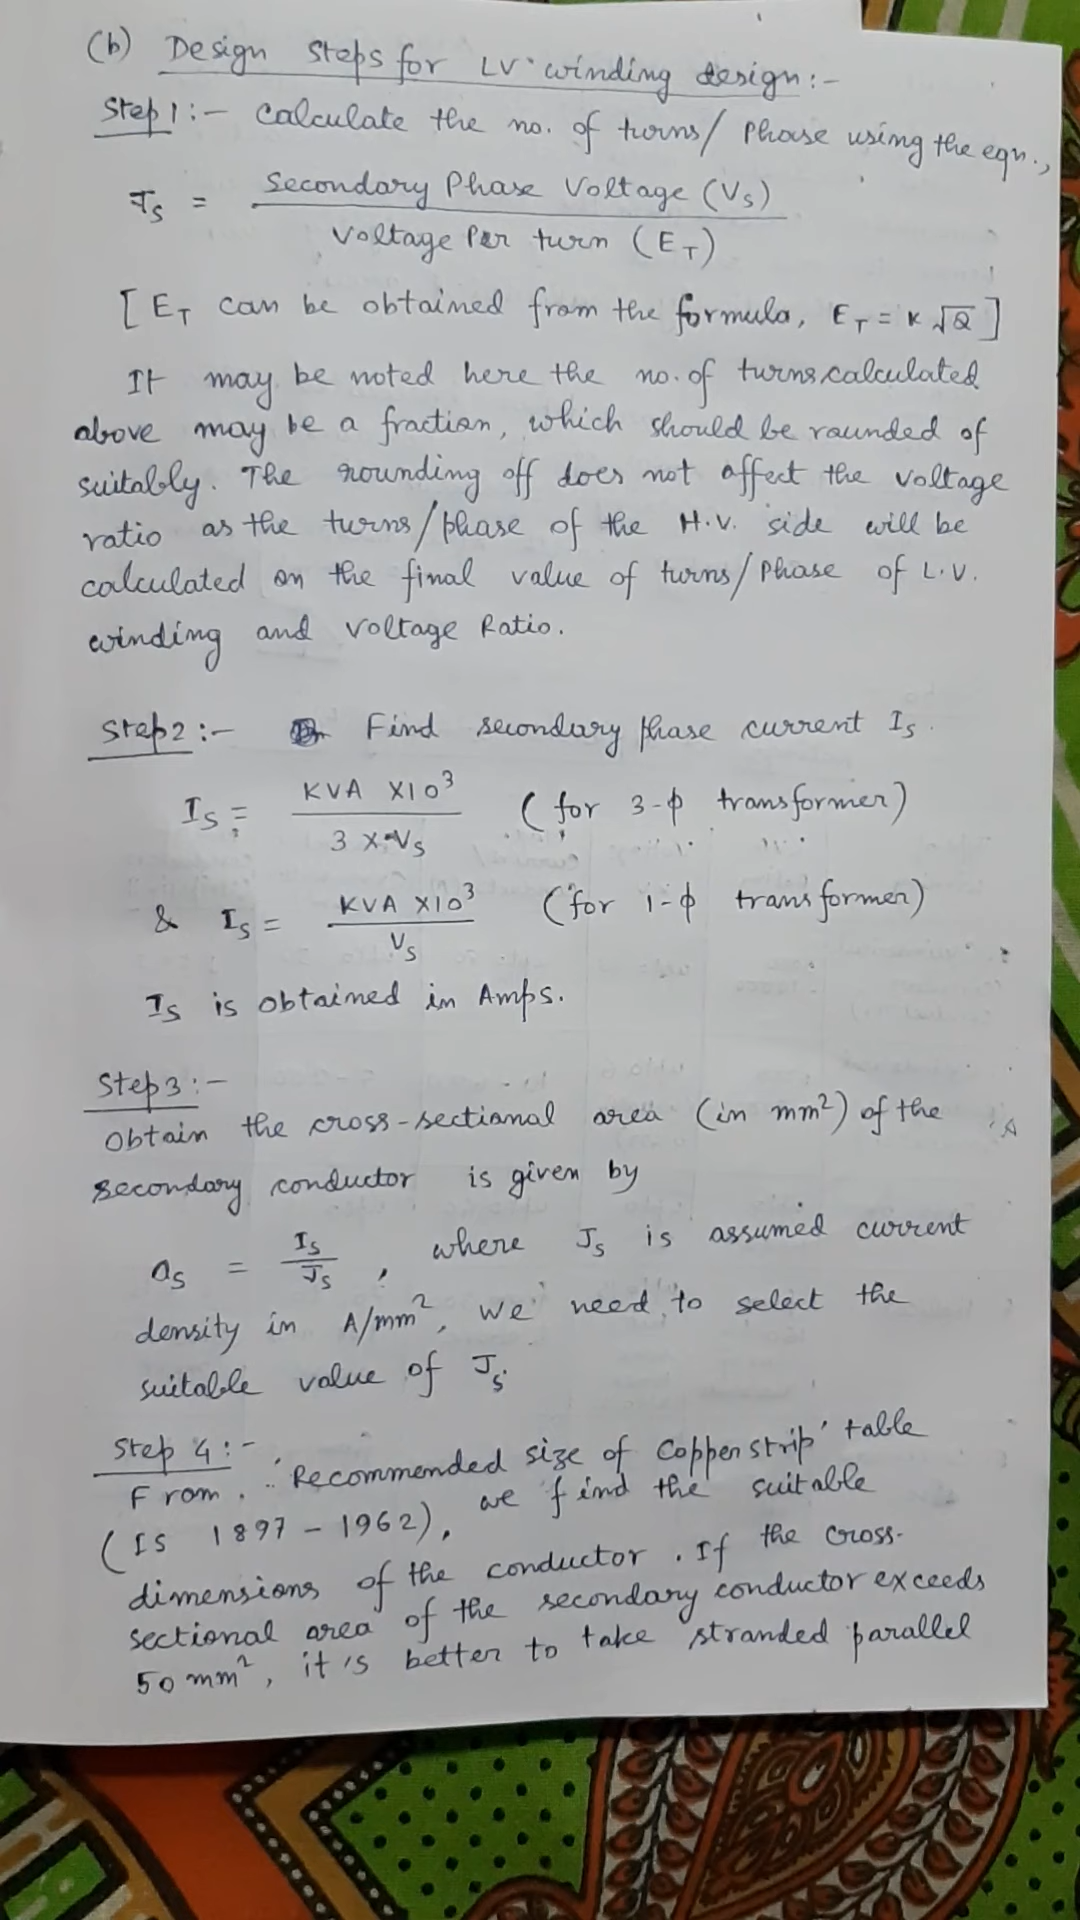 (b) Design Steps for LV winding design:-
Step 1:- Calculate the no. of turns/ Phase using the eqn.,
Ts = Secondary Phase Voltage (Vs)
Voltage Per turn (ET)
[ET can be obtained from the formula, ET = K √Q]
It may be noted here the no. of turns calculated
above may be a fraction, which should be rounded of
suitably. The rounding off does not affect the voltage
ratio as the turns/phase of the H.V. side will be
calculated on the final value of turns/Phase of L.V.
winding and voltage Ratio.
Step 2:- Find secondary phase current Is.
Is = KVA X10³ / 3 X Vs (for 3-ϕ transformer)
& Is = KVA X10³ / Vs (for 1-ϕ transformer)
Is is obtained in Amps.
Step 3:-
Obtain the cross-sectional area (in mm²) of the
secondary conductor is given by
as = Is / Js , where Js is assumed current
density in A/mm², we need to select the
suitable value of Js.
Step 4:-
From "Recommended size of Copper strip' table
(IS 1897 - 1962), we find the suitable
dimensions of the conductor. If the cross-
sectional area of the secondary conductor exceeds
50 mm², it is better to take stranded parallel